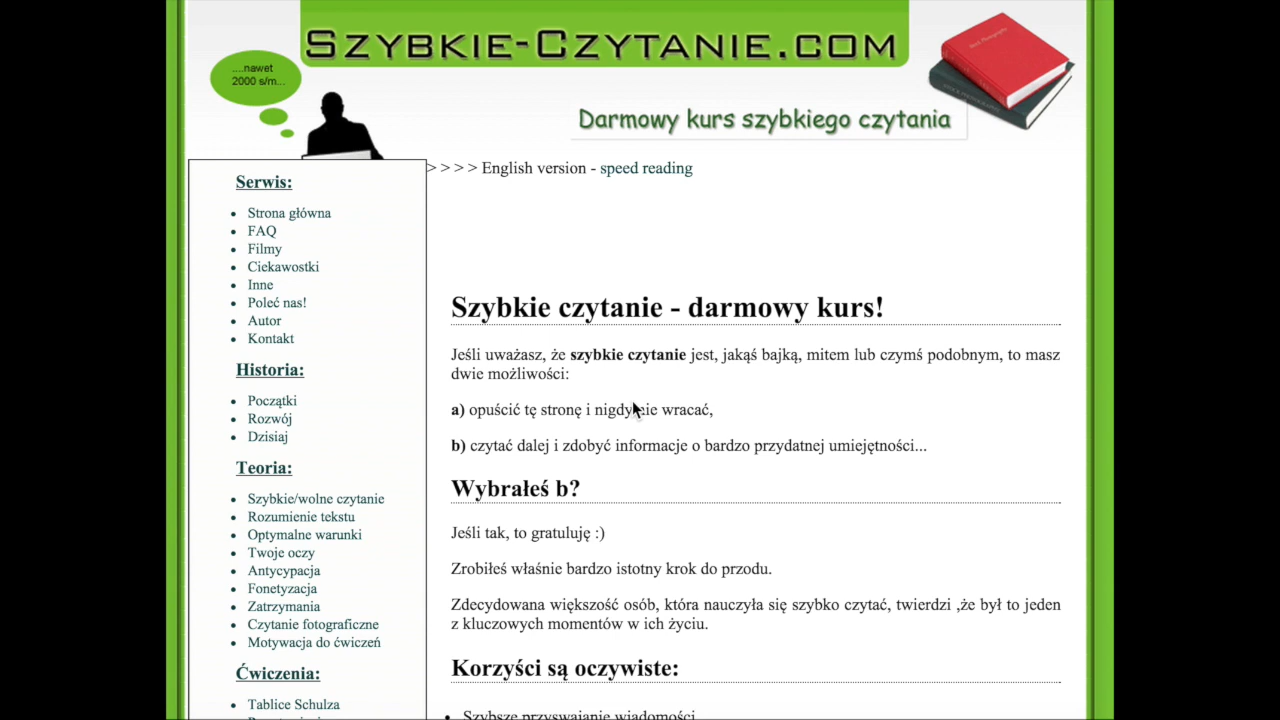 Szybkie-Czytanie.com
....nawet
2000 s/m...
Darmowy kurs szybkiego czytania
> > > > English version - speed reading
Serwis:
Strona główna
FAQ
Filmy
Ciekawostki
Inne
Poleć nas!
Autor
Kontakt
Historia:
Początki
Rozwój
Dzisiaj
Teoria:
Szybkie/wolne czytanie
Rozumienie tekstu
Optymalne warunki
Twoje oczy
Antycypacja
Fonetyzacja
Zatrzymania
Czytanie fotograficzne
Motywacja do ćwiczeń
Ćwiczenia:
Tablice Schulza
Szybkie czytanie - darmowy kurs!
Jeśli uważasz, że szybkie czytanie jest, jakąś bajką, mitem lub czymś podobnym, to masz
dwie możliwości:
a) opuścić tę stronę i nigdy nie wracać,
b) czytać dalej i zdobyć informacje o bardzo przydatnej umiejętności...
Wybrałeś b?
Jeśli tak, to gratuluję :)
Zrobiłeś właśnie bardzo istotny krok do przodu.
Zdecydowana większość osób, która nauczyła się szybko czytać, twierdzi ,że był to jeden
z kluczowych momentów w ich życiu.
Korzyści są oczywiste:
Szybsze przyswajanie wiadomości